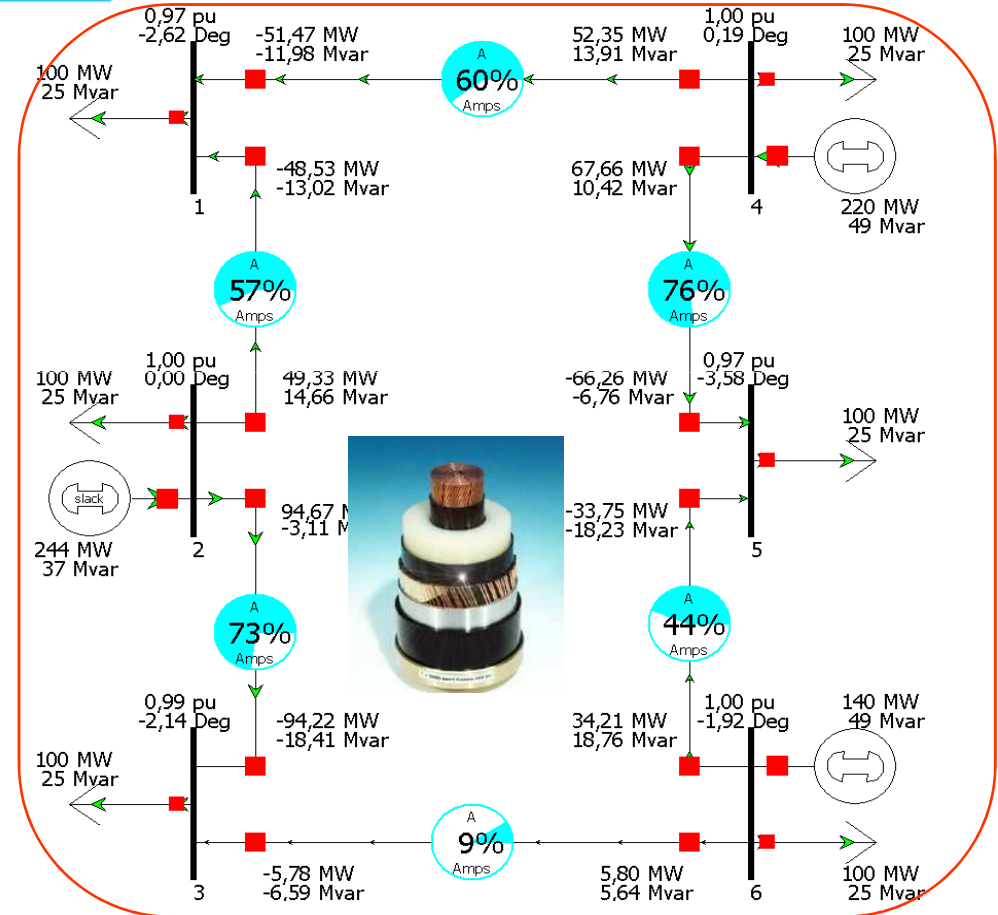 0,97 pu
-2,62 Deg
-51,47 MW
-11,98 Mvar
A
60%
Amps
52,35 MW
13,91 Mvar
1,00 pu
0,19 Deg
100 MW
25 Mvar
100 MW
25 Mvar
-48,53 MW
-13,02 Mvar
1
67,66 MW
10,42 Mvar
4
220 MW
49 Mvar
A
57%
Amps
A
76%
Amps
1,00 pu
0,00 Deg
100 MW
25 Mvar
49,33 MW
14,66 Mvar
-66,26 MW
-6,76 Mvar
0,97 pu
-3,58 Deg
100 MW
25 Mvar
slack
244 MW
37 Mvar
2
94,67
-3,11
-33,75 MW
-18,23 Mvar
5
A
73%
Amps
A
44%
Amps
0,99 pu
-2,14 Deg
-94,22 MW
-18,41 Mvar
34,21 MW
18,76 Mvar
1,00 pu
-1,92 Deg
140 MW
49 Mvar
100 MW
25 Mvar
A
9%
Amps
3
-5,78 MW
-6,59 Mvar
5,80 MW
5,64 Mvar
6
100 MW
25 Mvar